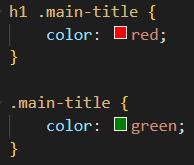 h1 .main-title {
    color: red;
}

.main-title {
    color: green;
}